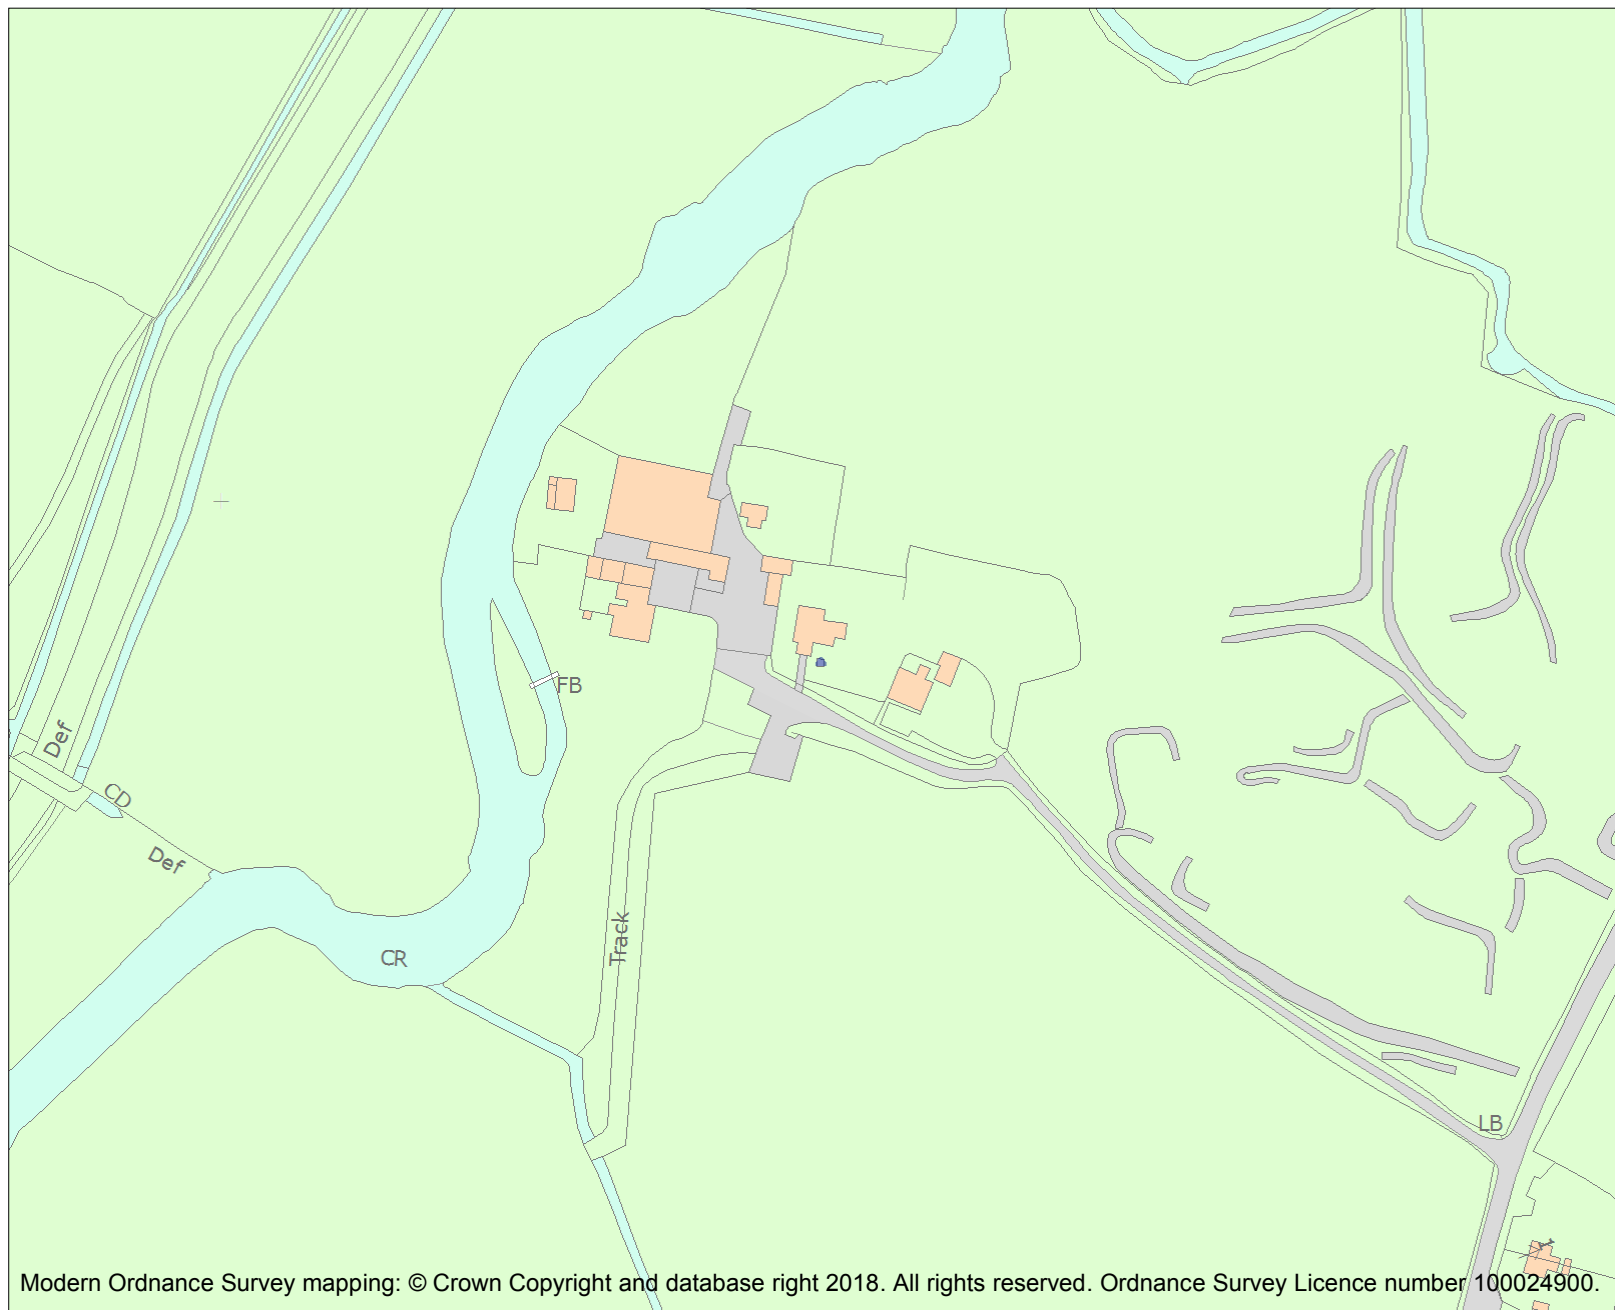 FB
Def
CD
Def
Track
CR
LB
1
Modern Ordnance Survey mapping: © Crown Copyright and database right 2018. All rights reserved. Ordnance Survey Licence number 100024900.